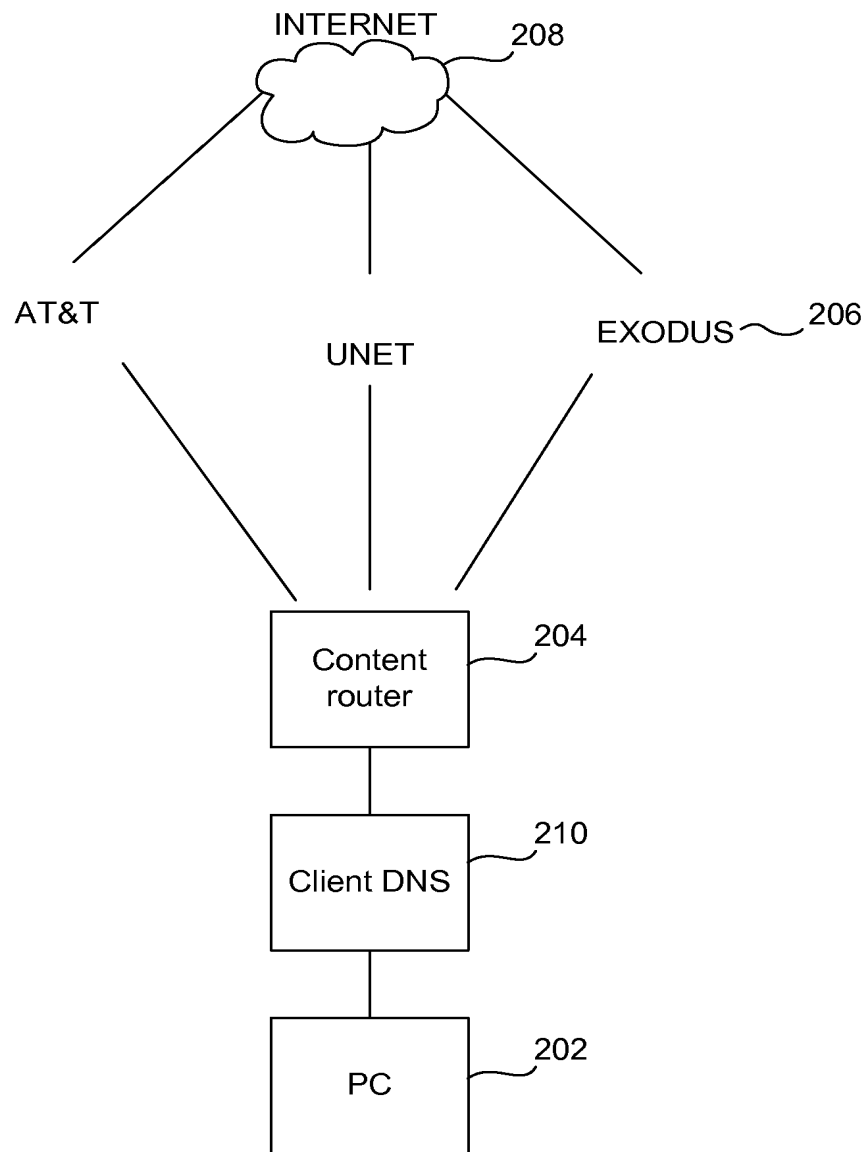 INTERNET
208
AT&T
UNET
EXODUS
206
Content
router
204
Client DNS
210
PC
202